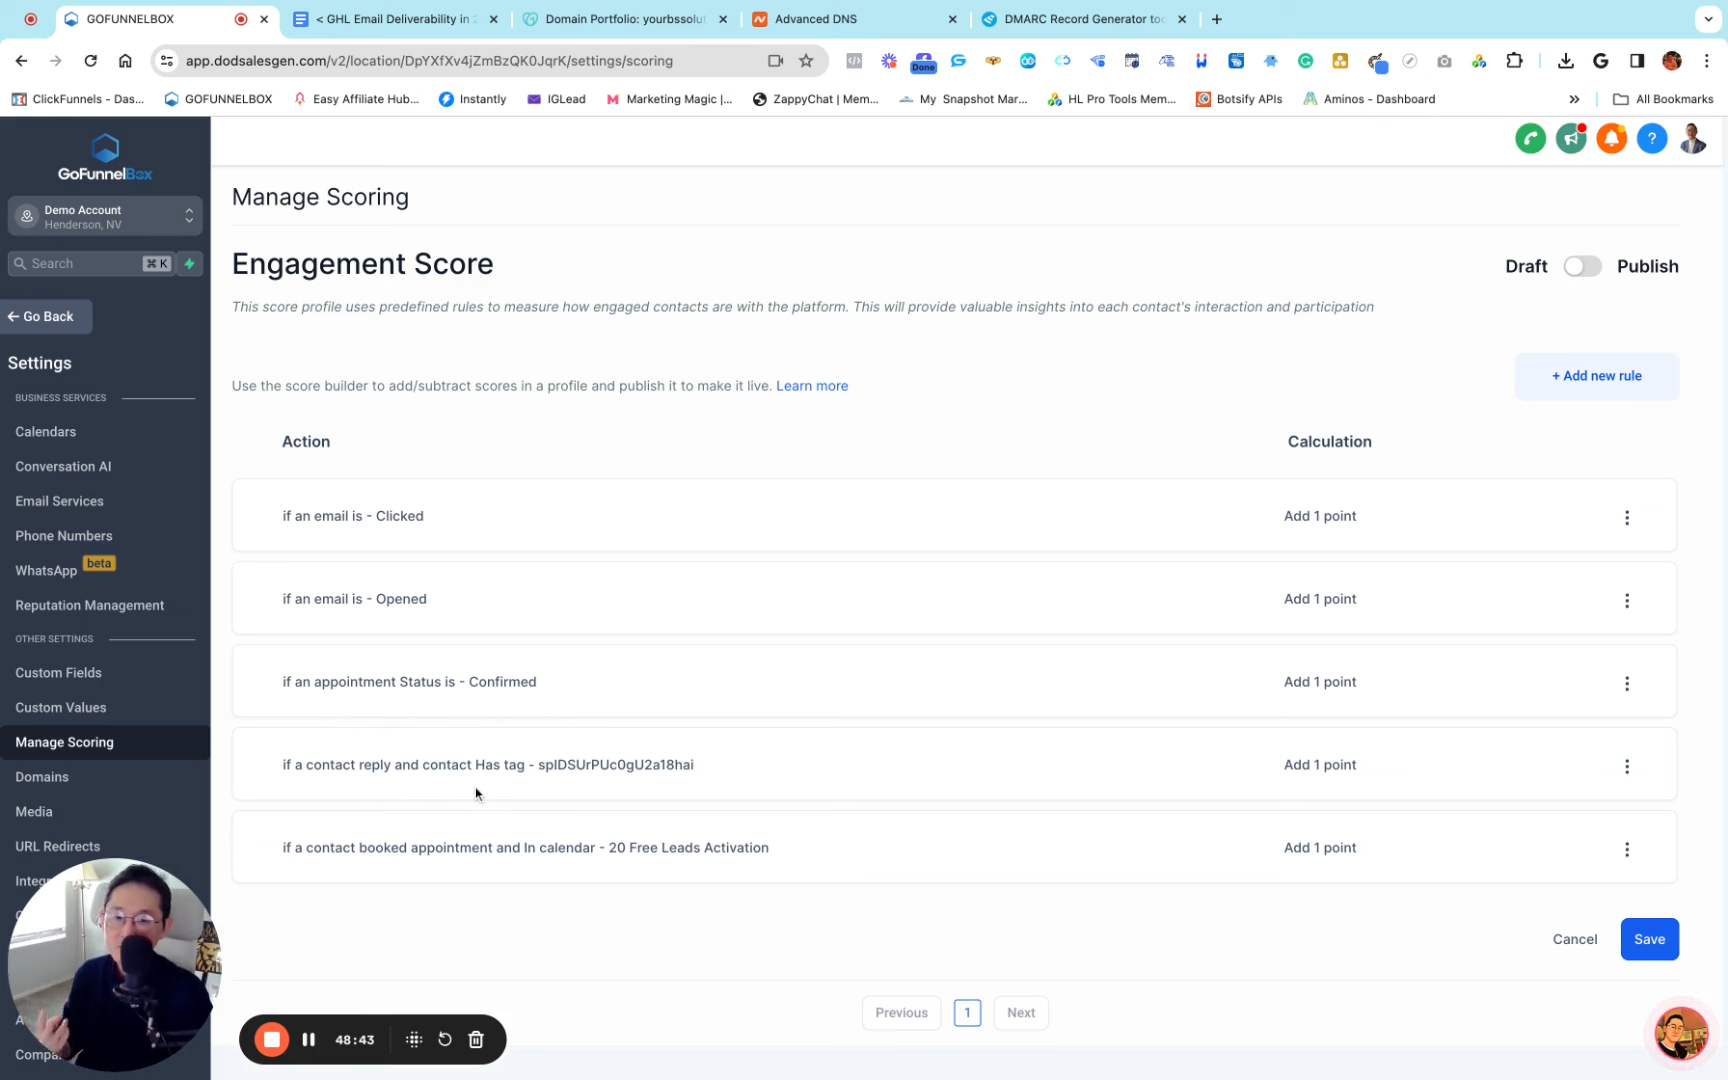 GOFUNNELBOX
< GHL Email Deliverability in 2
Domain Portfolio: yourbssolut
Advanced DNS
DMARC Record Generator too
app.dodsalesgen.com/v2/location/DpYXfXv4jZmBzQK0JqrK/settings/scoring
Done
ClickFunnels - Das...
GOFUNNELBOX
Easy Affiliate Hub...
Instantly
IGLead
Marketing Magic |...
ZappyChat | Mem...
My Snapshot Mar...
HL Pro Tools Mem...
Botsify APIs
Aminos - Dashboard
All Bookmarks
GoFunnelBox
Demo Account
Henderson, NV
Search
⌘ K
Go Back
Settings
BUSINESS SERVICES
Calendars
Conversation AI
Email Services
Phone Numbers
WhatsApp beta
Reputation Management
OTHER SETTINGS
Custom Fields
Custom Values
Manage Scoring
Domains
Media
URL Redirects
Manage Scoring
Engagement Score
Draft
Publish
This score profile uses predefined rules to measure how engaged contacts are with the platform. This will provide valuable insights into each contact's interaction and participation
Use the score builder to add/subtract scores in a profile and publish it to make it live. Learn more
+ Add new rule
Action
Calculation
if an email is - Clicked
Add 1 point
if an email is - Opened
Add 1 point
if an appointment Status is - Confirmed
Add 1 point
if a contact reply and contact Has tag - spIDSUrPUc0gU2a18hai
Add 1 point
if a contact booked appointment and In calendar - 20 Free Leads Activation
Add 1 point
Cancel
Save
Previous
1
Next
48:43